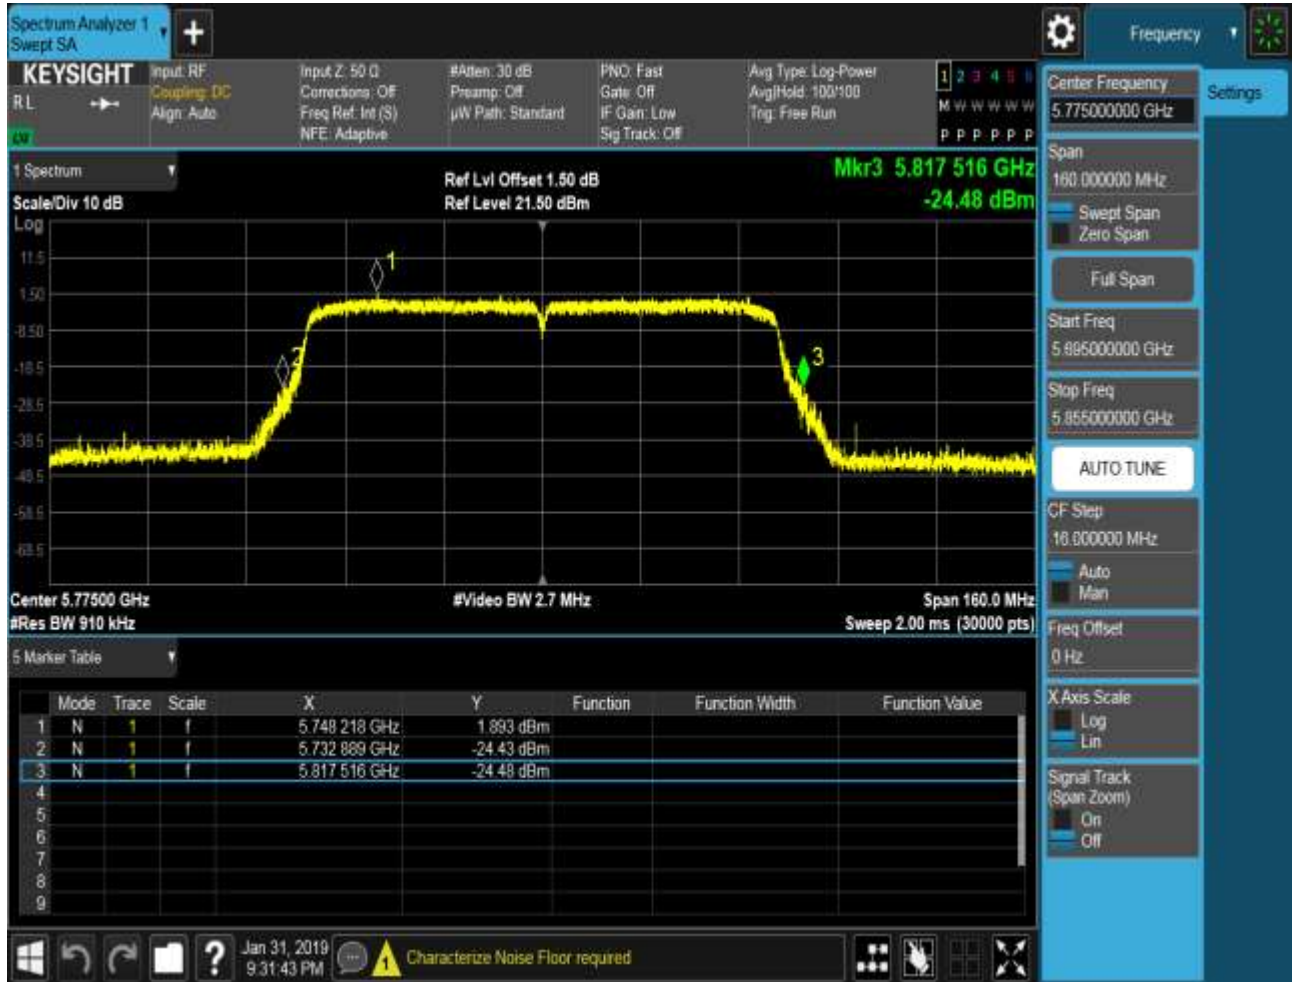 Spectrum Analyzer 1
Swept SA
+
Frequency
KEYSIGHT
Input: RF
Coupling: DC
Align: Auto
Input Z: 50 Ω
Corrections: Off
Freq Ref: Int (S)
NFE: Adaptive
#Atten: 30 dB
Preamp: Off
µW Path: Standard
PNO: Fast
Gate: Off
IF Gain: Low
Sig Track: Off
Avg Type: Log-Power
Avg|Hold: 100/100
Trig: Free Run
1 2 3 4 5 6
M W W W W W
P P P P P P
R L
1 Spectrum
Scale/Div 10 dB
Ref Lvl Offset 1.50 dB
Ref Level 21.50 dBm
Mkr3 5.817 516 GHz
-24.48 dBm
Log
11.5
1.50
-8.50
-18.5
-28.5
-38.5
-48.5
-58.5
-68.5
1
2
3
Center 5.77500 GHz
#Res BW 910 kHz
#Video BW 2.7 MHz
Span 160.0 MHz
Sweep 2.00 ms (30000 pts)
5 Marker Table
Mode Trace Scale X Y Function Function Width Function Value
1 N 1 f 5.748 218 GHz 1.893 dBm
2 N 1 f 5.732 889 GHz -24.43 dBm
3 N 1 f 5.817 516 GHz -24.48 dBm
4
5
6
7
8
9
Jan 31, 2019
9:31:43 PM
?
1
Characterize Noise Floor required
Center Frequency
5.775000000 GHz
Settings
Span
160.000000 MHz
Swept Span
Zero Span
Full Span
Start Freq
5.695000000 GHz
Stop Freq
5.855000000 GHz
AUTO TUNE
CF Step
16.000000 MHz
Auto
Man
Freq Offset
0 Hz
X Axis Scale
Log
Lin
Signal Track
(Span Zoom)
On
Off